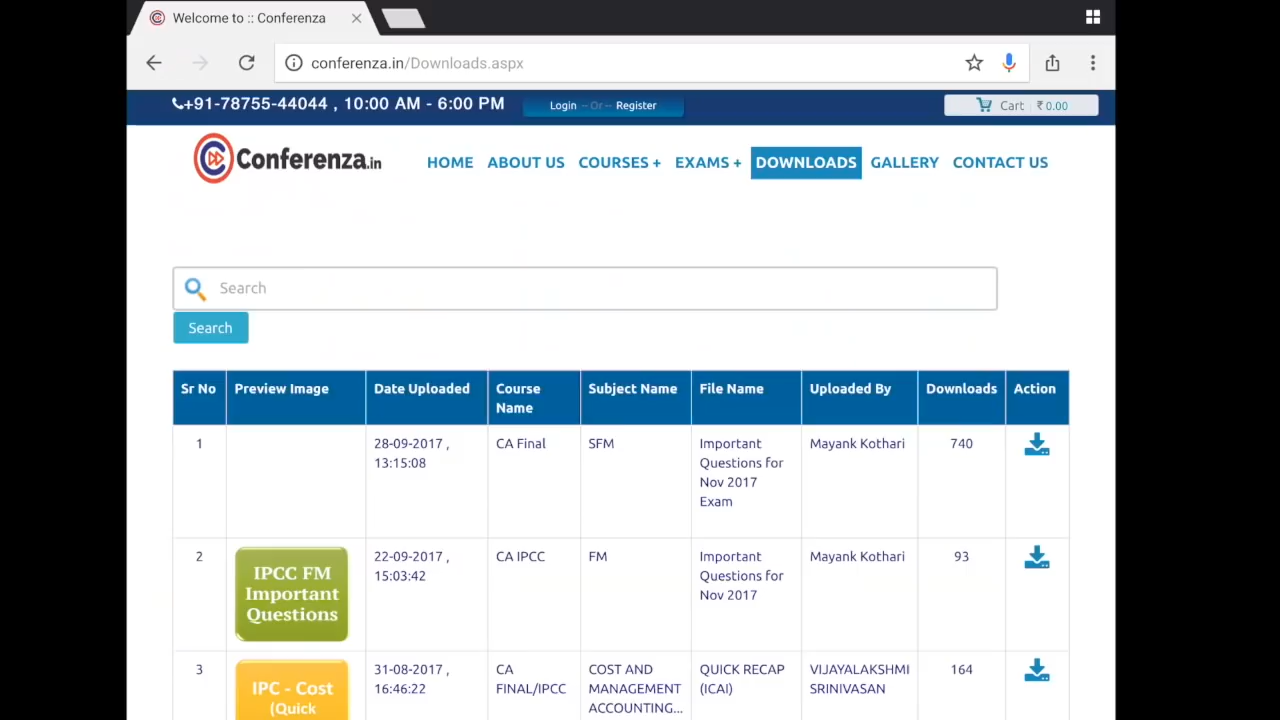 Welcome to :: Conferenza
conferenza.in/Downloads.aspx
+91-78755-44044 , 10:00 AM - 6:00 PM
Login -- Or -- Register
Cart | ₹ 0.00
Conferenza.in
HOME ABOUT US COURSES + EXAMS + DOWNLOADS GALLERY CONTACT US
Search
Search
Sr No Preview Image Date Uploaded Course Name Subject Name File Name Uploaded By Downloads Action
1
28-09-2017 ,
13:15:08
CA Final
SFM
Important
Questions for
Nov 2017
Exam
Mayank Kothari
740
2
IPCC FM
Important
Questions
22-09-2017 ,
15:03:42
CA IPCC
FM
Important
Questions for
Nov 2017
Mayank Kothari
93
3
IPC - Cost
(Quick
31-08-2017 ,
16:46:22
CA
FINAL/IPCC
COST AND
MANAGEMENT
ACCOUNTING...
QUICK RECAP
(ICAI)
VIJAYALAKSHMI
SRINIVASAN
164